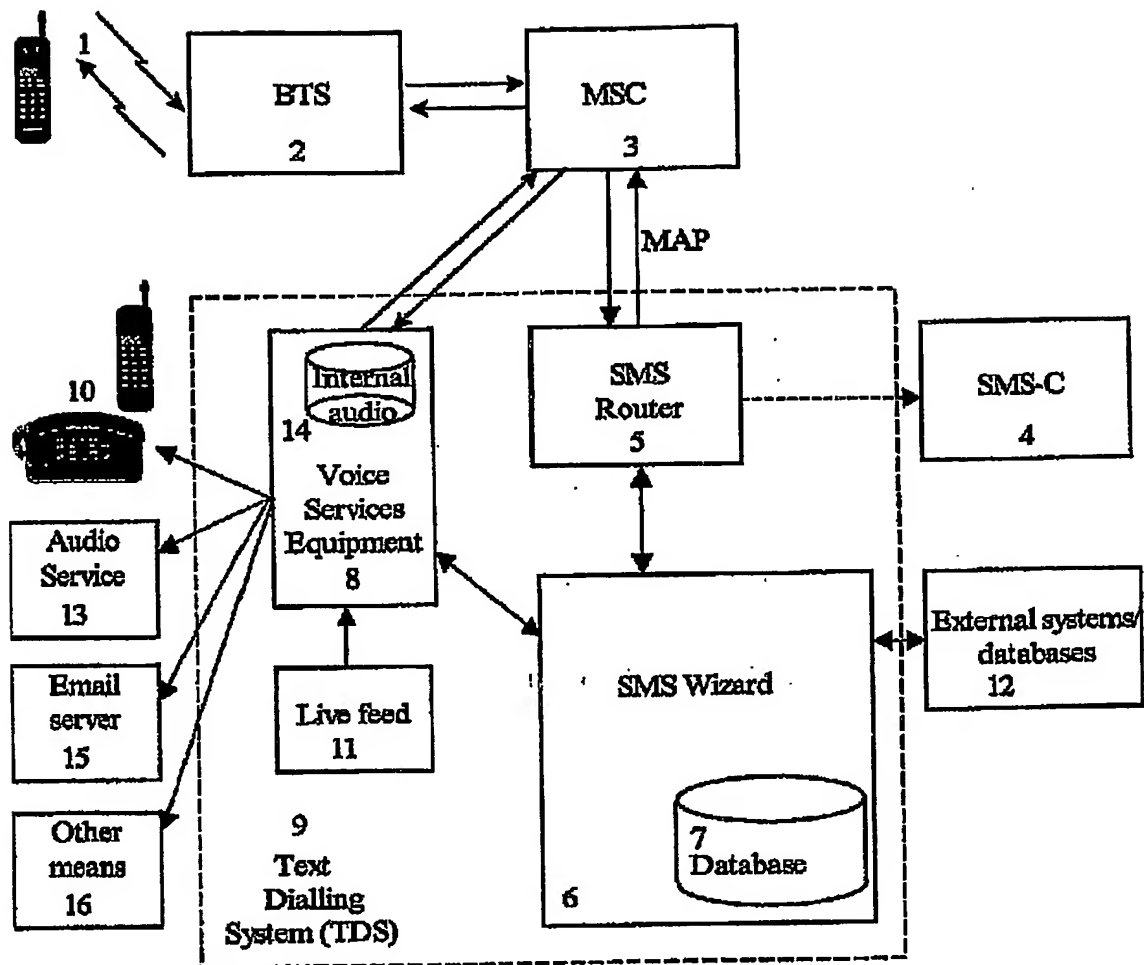 1
BTS
2
MSC
3
MAP
10
Internal
audio
14
Voice
Services
Equipment
8
SMS
Router
5
SMS-C
4
Audio
Service
13
Email
server
15
Other
means
16
Live feed
11
SMS Wizard
7
Database
6
External systems/
databases
12
9
Text
Dialling
System (TDS)